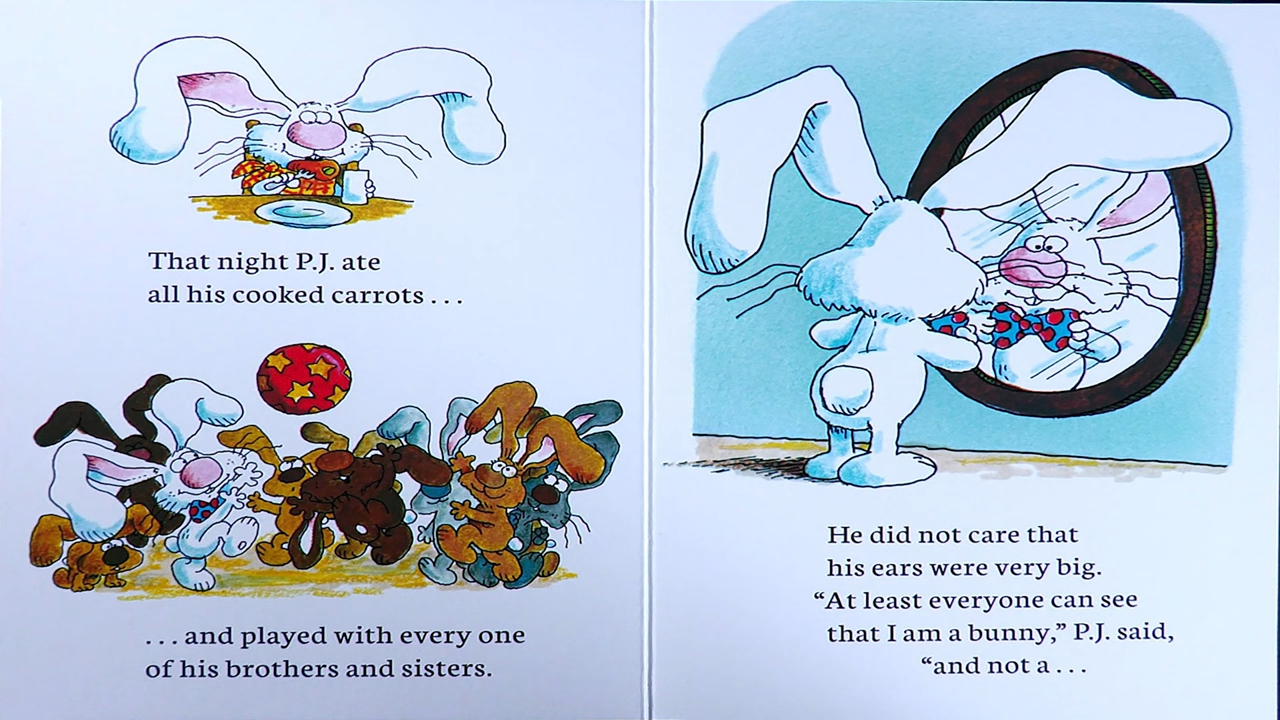 That night P.J. ate
all his cooked carrots . . .
. . . and played with every one
of his brothers and sisters.
He did not care that
his ears were very big.
“At least everyone can see
that I am a bunny,” P.J. said,
“and not a . . .